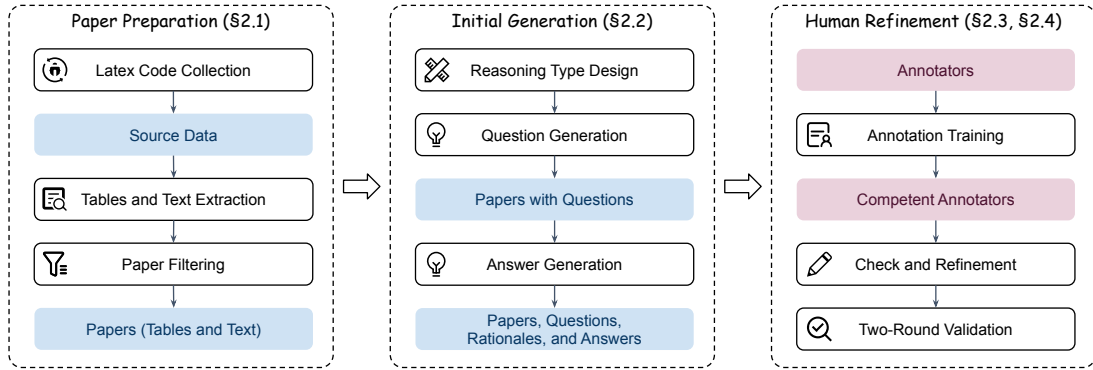 Paper Preparation (§2.1)
Latex Code Collection
Source Data
Tables and Text Extraction
Paper Filtering
Papers (Tables and Text)
Initial Generation (§2.2)
Reasoning Type Design
Question Generation
Papers with Questions
Answer Generation
Papers, Questions,
Rationales, and Answers
Human Refinement (§2.3, §2.4)
Annotators
Annotation Training
Competent Annotators
Check and Refinement
Two-Round Validation